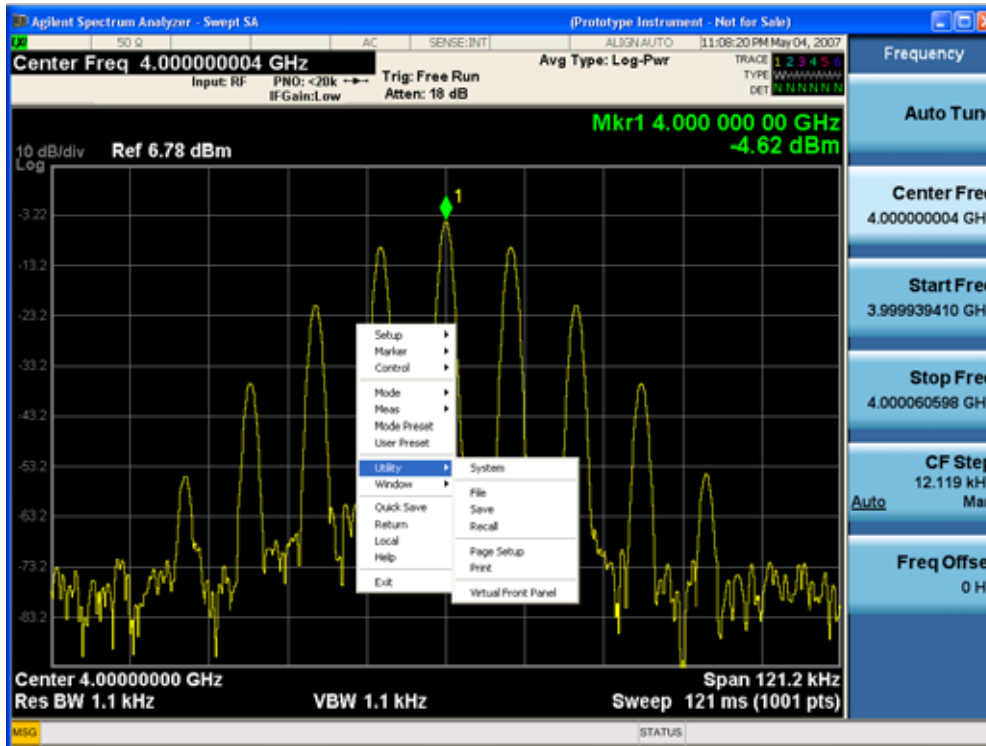 Agilent Spectrum Analyzer - Swept SA (Prototype Instrument - Not for Sale)
50 Ω AC SENSE:INT ALIGN AUTO 11:08:20 PM May 04, 2007
Center Freq 4.000000004 GHz
Input: RF PNO: <20k Trig: Free Run
IFGain:Low Atten: 18 dB
Avg Type: Log-Pwr
TRACE 1 2 3 4 5 6
TYPE
DET N N N N N N
Mkr1 4.000 000 00 GHz
-4.62 dBm
10 dB/div Ref 6.78 dBm
Log
1
-3.22
-13.2
-23.2
-33.2
-43.2
-53.2
-63.2
-73.2
-83.2
Setup
Marker
Control
Mode
Meas
Mode Preset
User Preset
Utility
Window
Quick Save
Return
Local
Help
Exit
System
File
Save
Recall
Page Setup
Print
Virtual Front Panel
Center 4.00000000 GHz Span 121.2 kHz
Res BW 1.1 kHz VBW 1.1 kHz Sweep 121 ms (1001 pts)
MSG STATUS
Frequency
Auto Tun
Center Fre
4.000000004 GH
Start Fre
3.999939410 GH
Stop Fre
4.000060598 GH
CF Step
12.119 kH
Auto Ma
Freq Offse
0 H